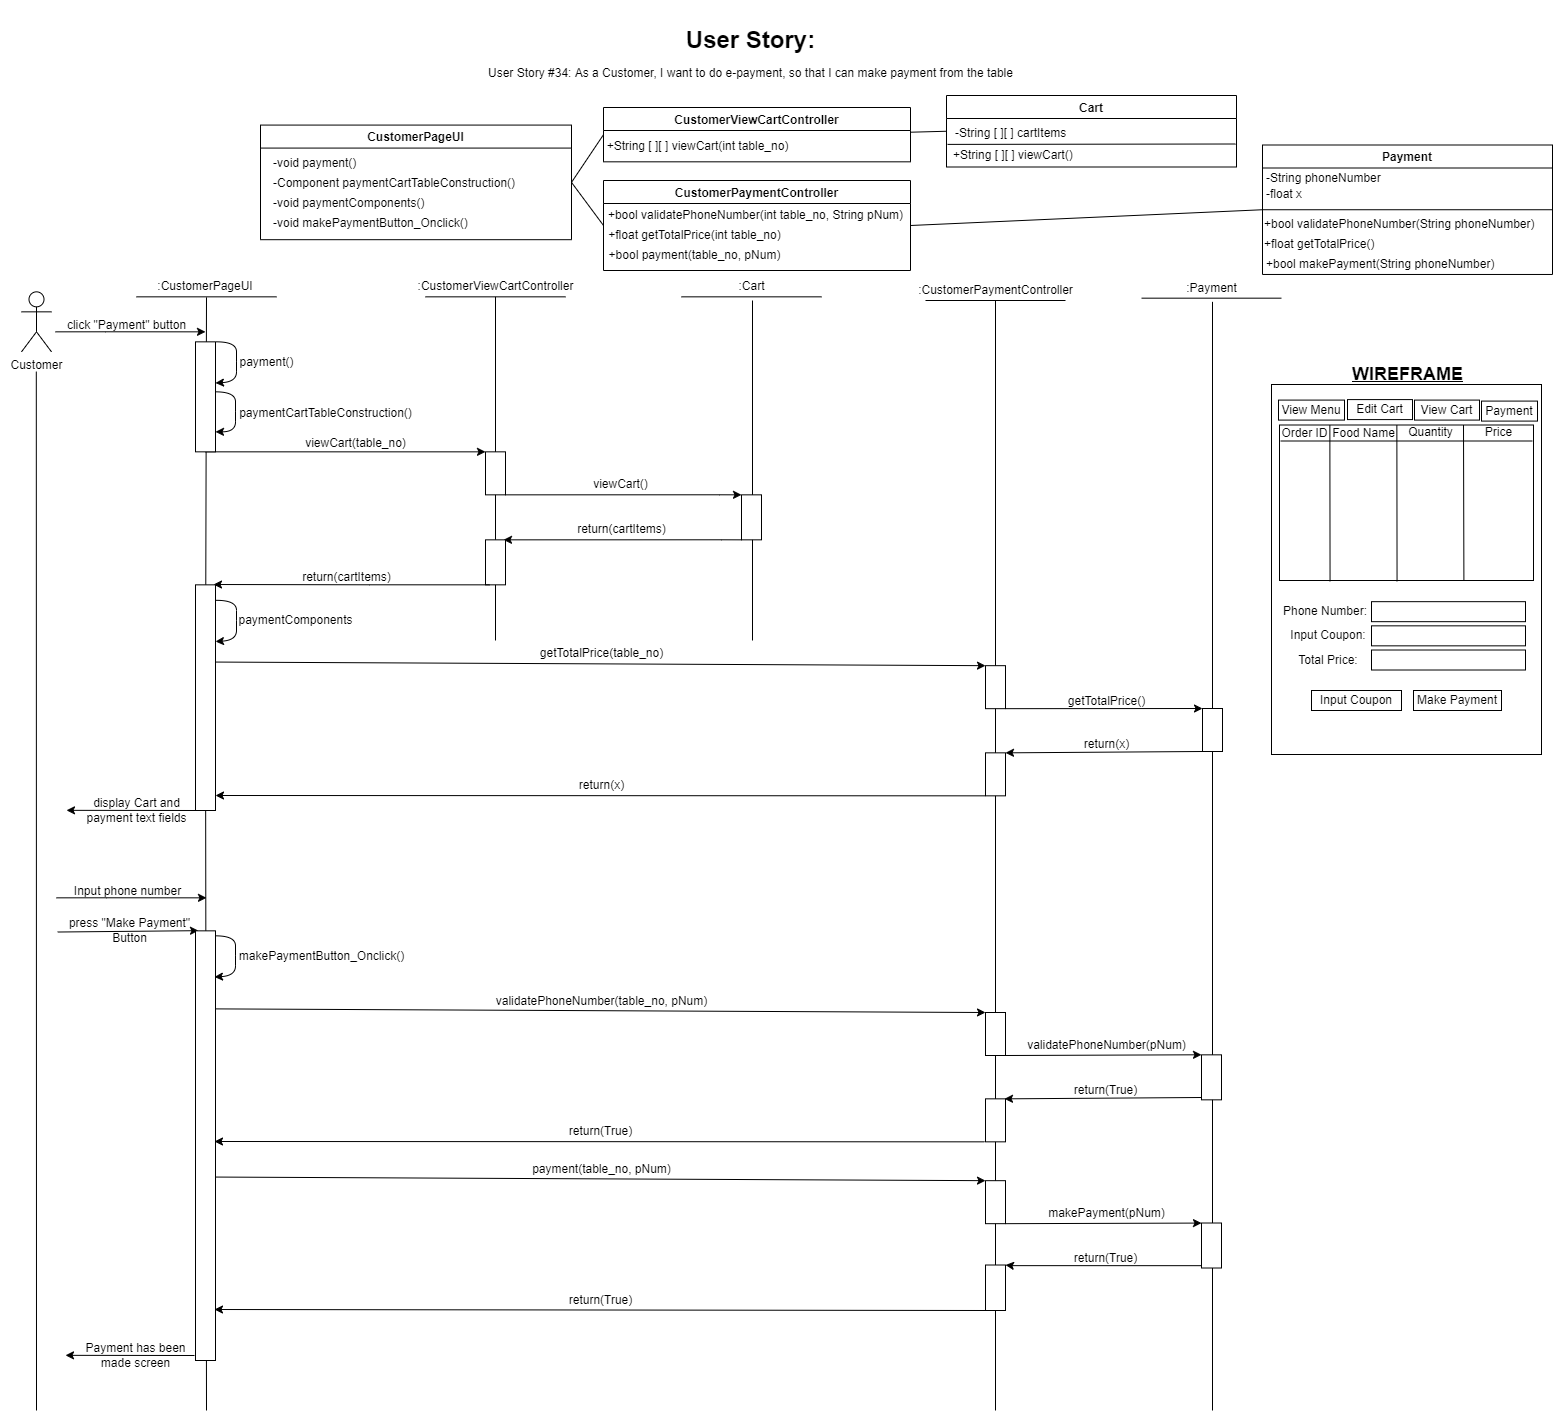 User Story:
User Story #34: As a Customer, I want to do e-payment, so that I can make payment from the table
CustomerPageUI
-void payment()
-Component paymentCartTableConstruction()
-void paymentComponents()
-void makePaymentButton_Onclick()
CustomerViewCartController
+String [ ][ ] viewCart(int table_no)
CustomerPaymentController
+bool validatePhoneNumber(int table_no, String pNum)
+float getTotalPrice(int table_no)
+bool payment(table_no, pNum)
Cart
-String [ ][ ] cartItems
+String [ ][ ] viewCart()
Payment
-String phoneNumber
-float x
+bool validatePhoneNumber(String phoneNumber)
+float getTotalPrice()
+bool makePayment(String phoneNumber)
:CustomerPageUI
:CustomerViewCartController
:Cart
:CustomerPaymentController
:Payment
Customer
click "Payment" button
payment()
paymentCartTableConstruction()
viewCart(table_no)
viewCart()
return(cartItems)
return(cartItems)
paymentComponents
getTotalPrice(table_no)
getTotalPrice()
return(x)
return(x)
display Cart and
payment text fields
Input phone number
press "Make Payment"
Button
makePaymentButton_Onclick()
validatePhoneNumber(table_no, pNum)
validatePhoneNumber(pNum)
return(True)
return(True)
payment(table_no, pNum)
makePayment(pNum)
return(True)
return(True)
Payment has been
made screen
WIREFRAME
View Menu Edit Cart View Cart Payment
Order ID Food Name Quantity Price
Phone Number:
Input Coupon:
Total Price:
Input Coupon Make Payment